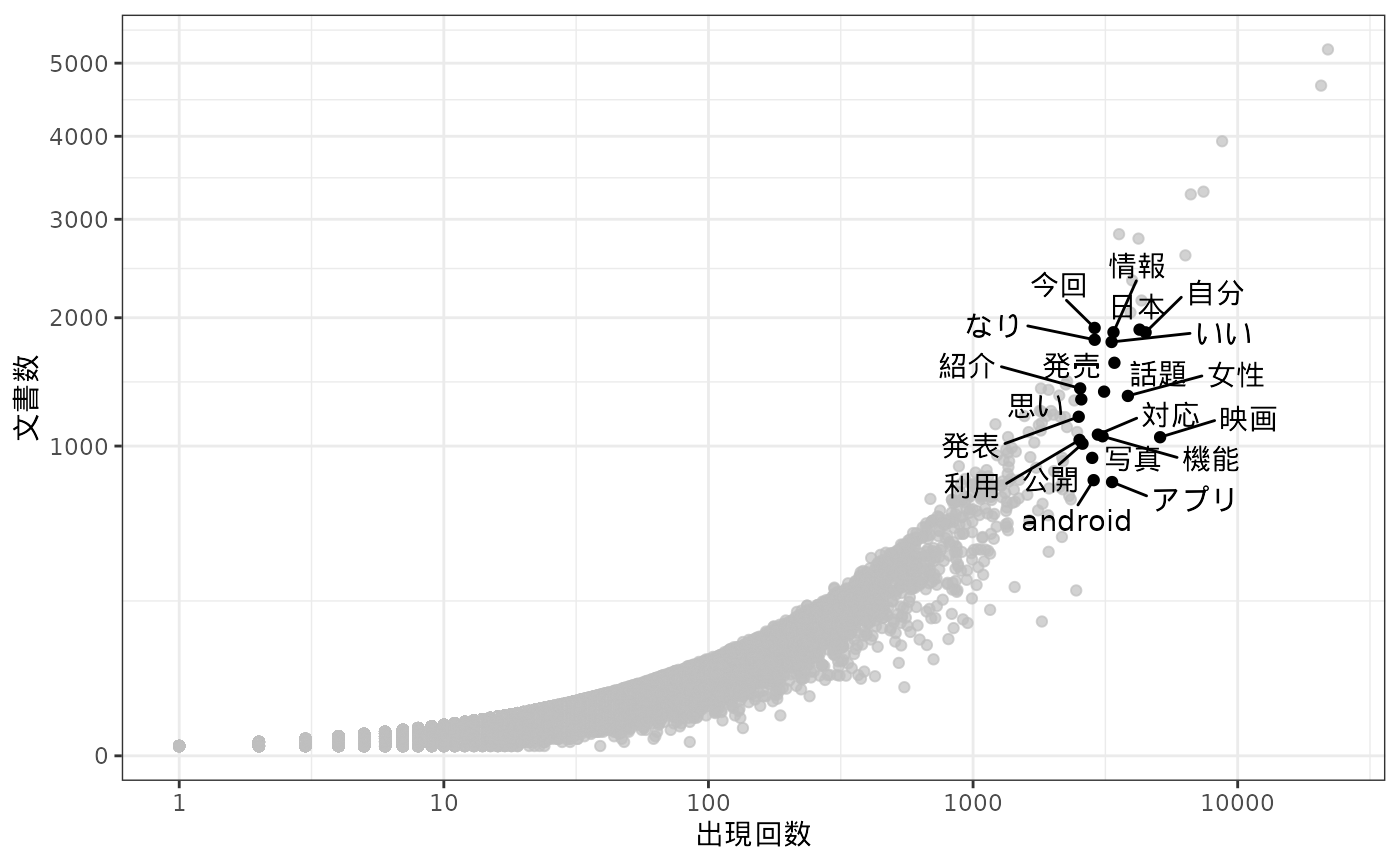 5000
4000
3000
2000
1000
0
文書数
情報
今回
自分
日本
なり
いい
紹介
発売
話題
女性
思い
対応
映画
発表
写真
機能
利用
公開
アプリ
android
1
10
100
1000
10000
出現回数